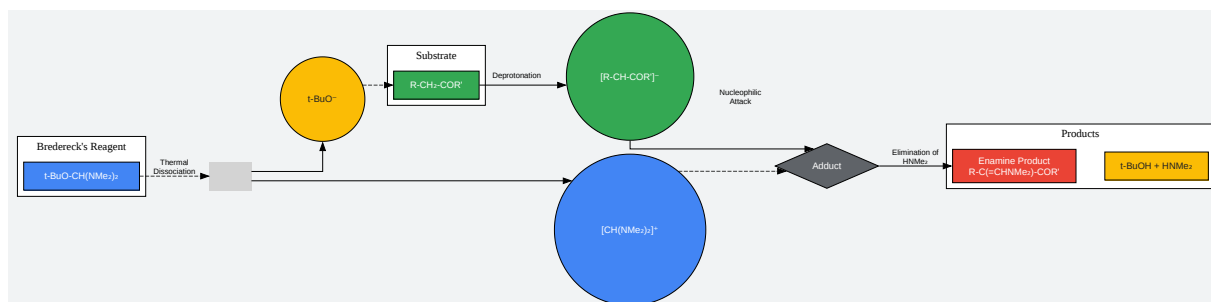 Bredereck's Reagent
t-BuO-CH(NMe₂)₂
Thermal
Dissociation
t-BuO⁻
Substrate
R-CH₂-COR'
Deprotonation
[R-CH-COR']⁻
[CH(NMe₂)₂]⁺
Nucleophilic
Attack
Adduct
Elimination of
HNMe₂
Products
Enamine Product
R-C(=CHNMe₂)-COR'
t-BuOH + HNMe₂